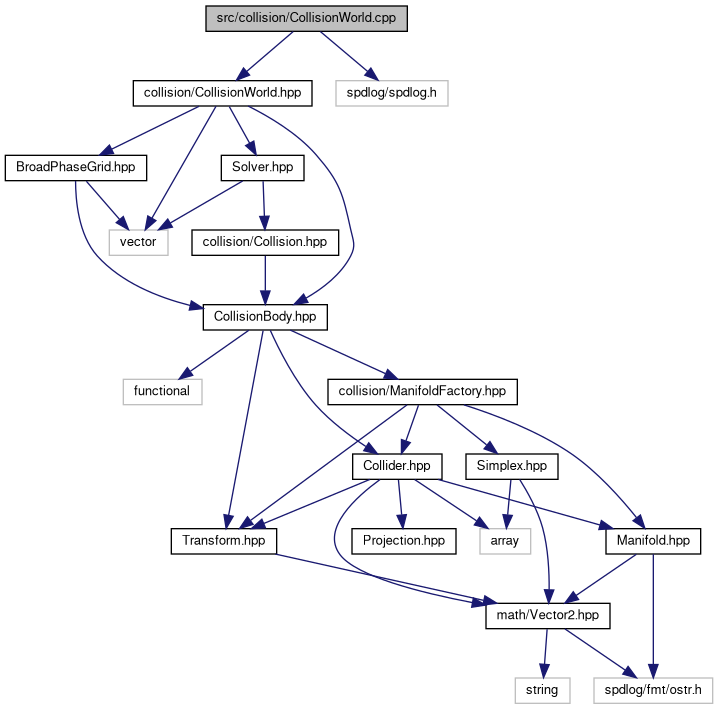 src/collision/CollisionWorld.cpp
collision/CollisionWorld.hpp
spdlog/spdlog.h
BroadPhaseGrid.hpp
Solver.hpp
vector
collision/Collision.hpp
CollisionBody.hpp
functional
collision/ManifoldFactory.hpp
Collider.hpp
Simplex.hpp
Transform.hpp
Projection.hpp
array
Manifold.hpp
math/Vector2.hpp
string
spdlog/fmt/ostr.h